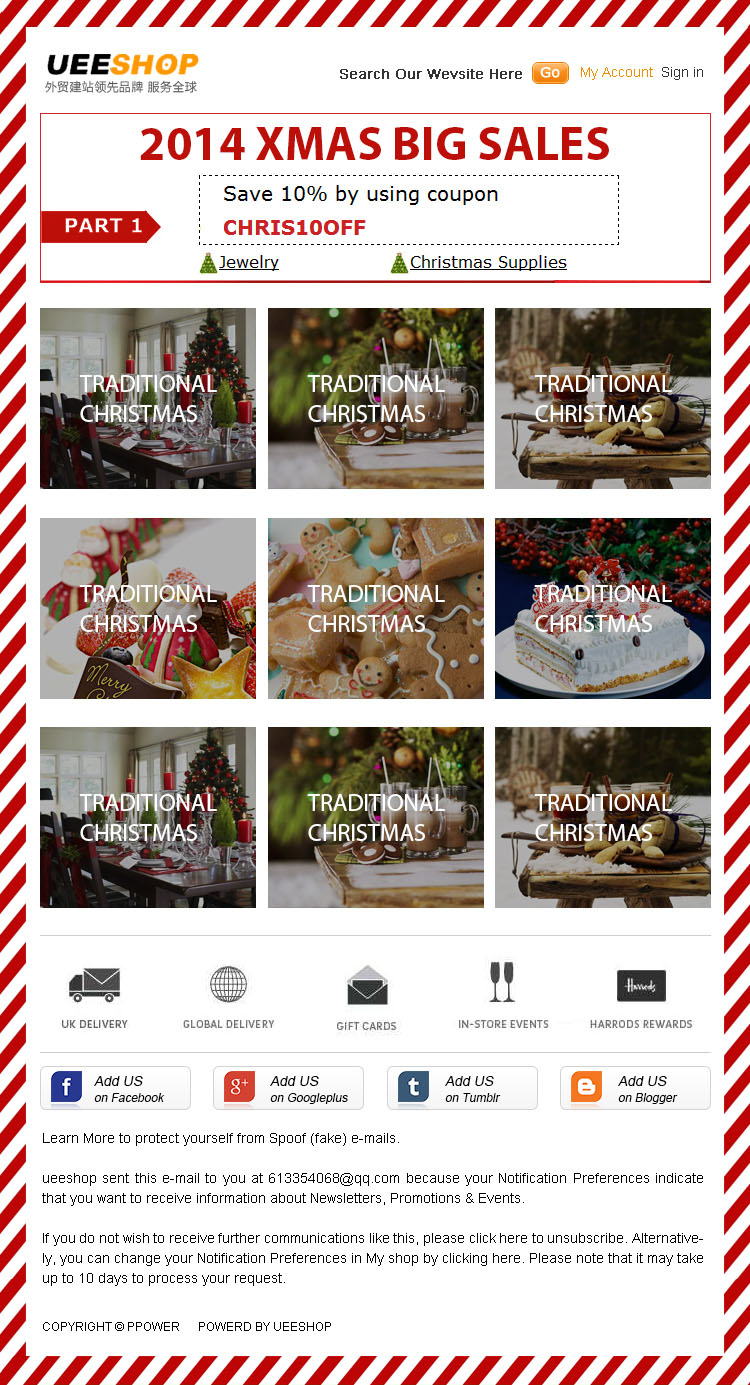 UEESHOP
外贸建站领先品牌 服务全球
Search Our Wevsite Here Go My Account Sign in
2014 XMAS BIG SALES
Save 10% by using coupon
PART 1 CHRIS10OFF
Jewelry Christmas Supplies
TRADITIONAL TRADITIONAL TRADITIONAL
CHRISTMAS CHRISTMAS CHRISTMAS
TRADITIONAL TRADITIONAL TRADITIONAL
CHRISTMAS CHRISTMAS CHRISTMAS
Merry
TRADITIONAL TRADITIONAL TRADITIONAL
CHRISTMAS CHRISTMAS CHRISTMAS
Harrods
UK DELIVERY GLOBAL DELIVERY GIFT CARDS IN-STORE EVENTS HARRODS REWARDS
f Add US g+ Add US t Add US B Add US
on Facebook on Googleplus on Tumblr on Blogger
Learn More to protect yourself from Spoof (fake) e-mails.
ueeshop sent this e-mail to you at 613354068@qq.com because your Notification Preferences indicate
that you want to receive information about Newsletters, Promotions & Events.
If you do not wish to receive further communications like this, please click here to unsubscribe. Alternative-
ly, you can change your Notification Preferences in My shop by clicking here. Please note that it may take
up to 10 days to process your request.
COPYRIGHT © PPOWER POWERD BY UEESHOP